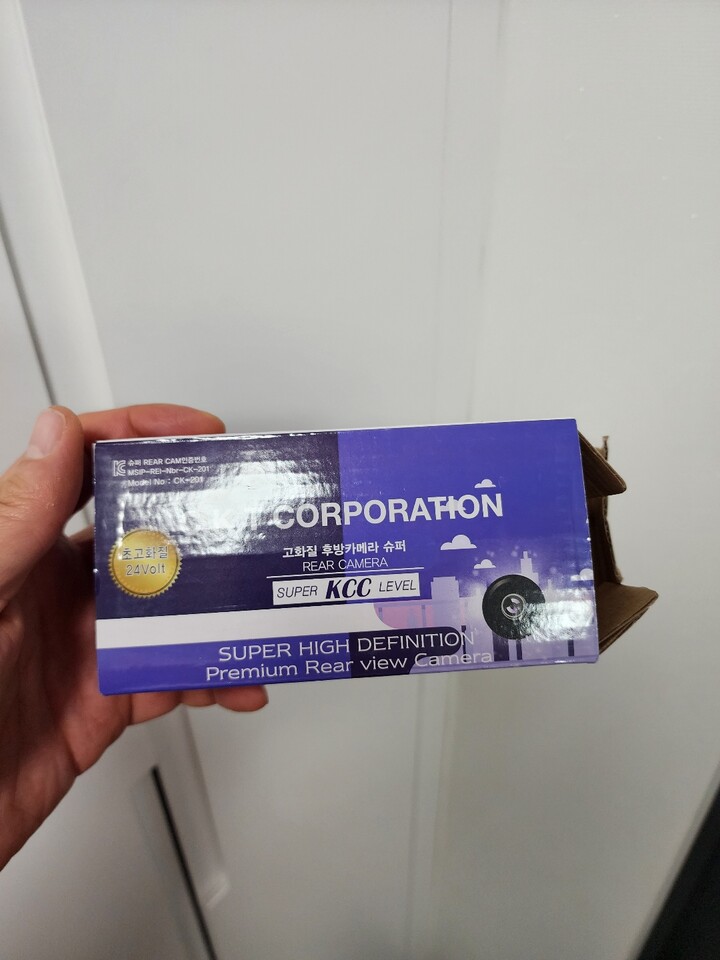 슈퍼 REAR CAM인증번호
MSIP-REI-Nbr-CK-201
Model No : CK-201
CORPORATION
초고화질
24Volt
고화질 후방카메라 슈퍼
REAR CAMERA
SUPER KCC LEVEL
SUPER HIGH DEFINITION
Premium Rear view Camera